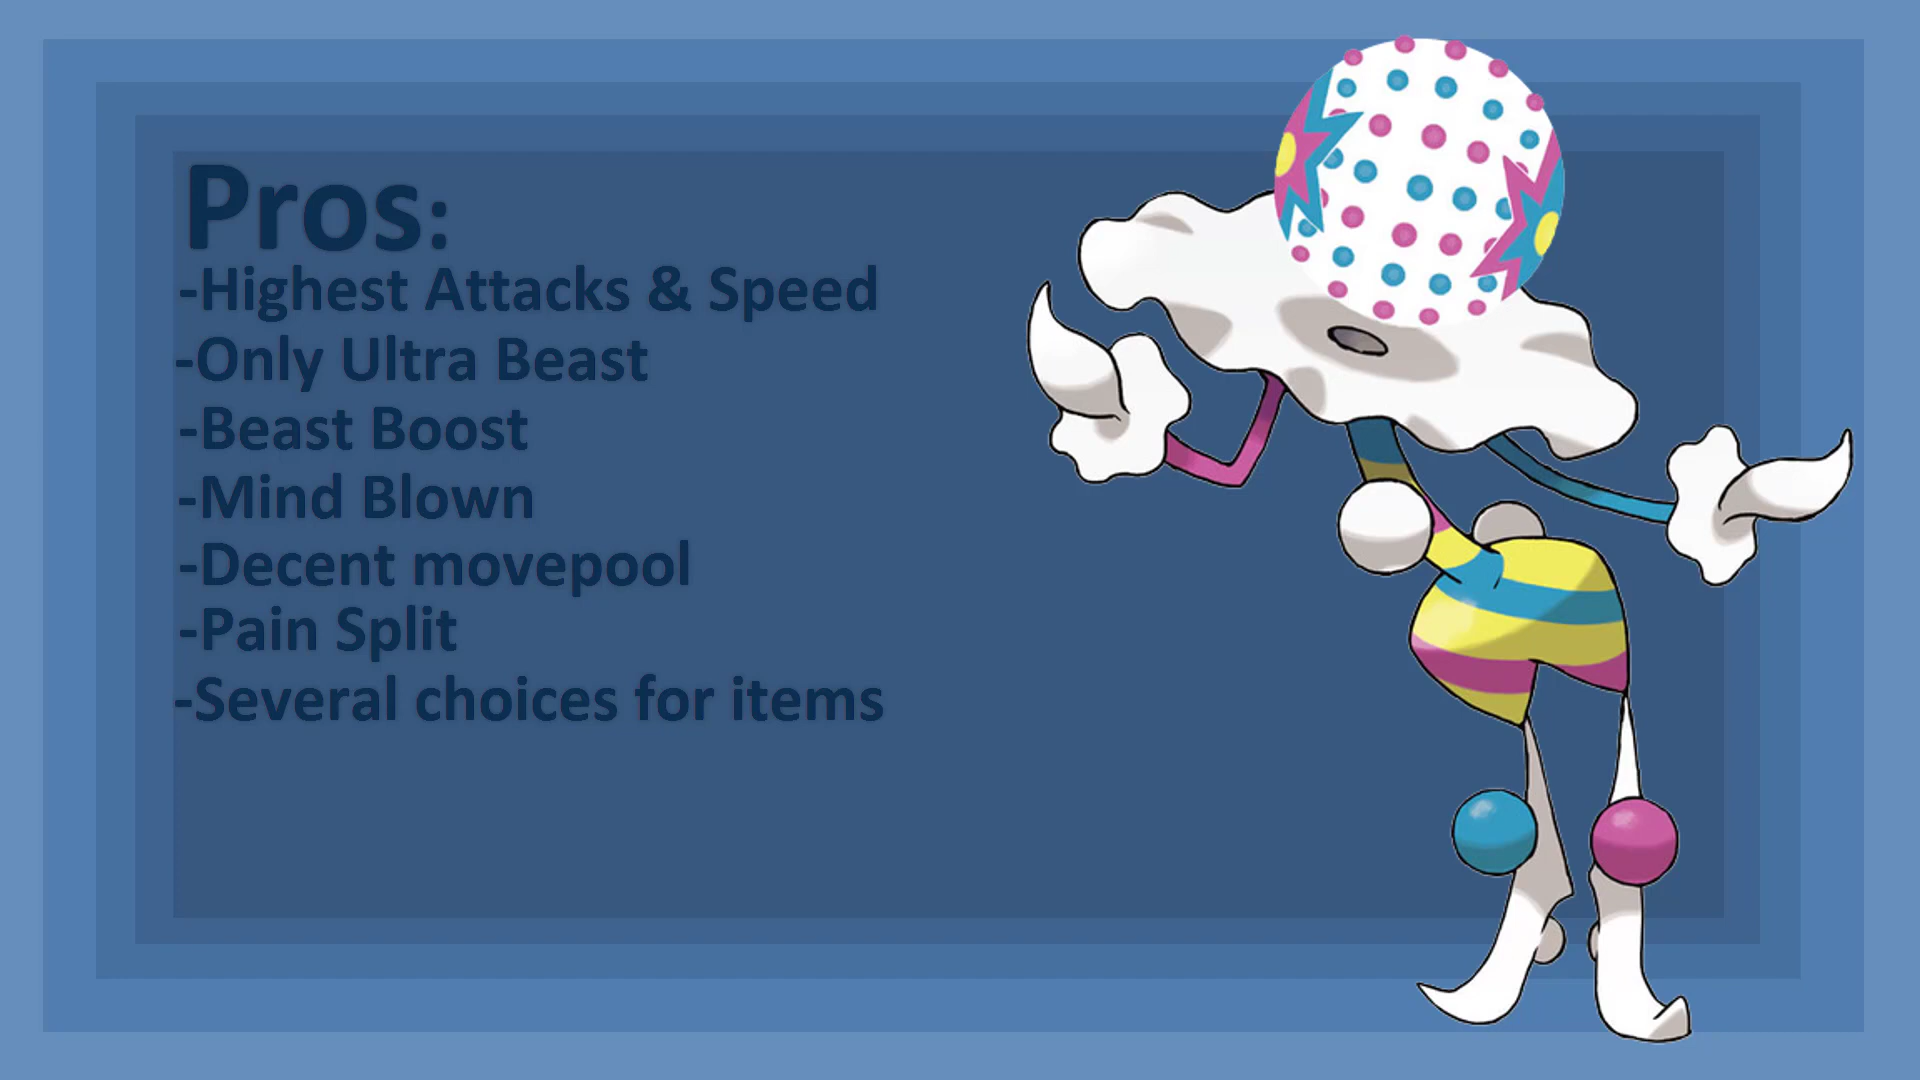 Pros:
-Highest Attacks & Speed
-Only Ultra Beast
-Beast Boost
-Mind Blown
-Decent movepool
-Pain Split
-Several choices for items